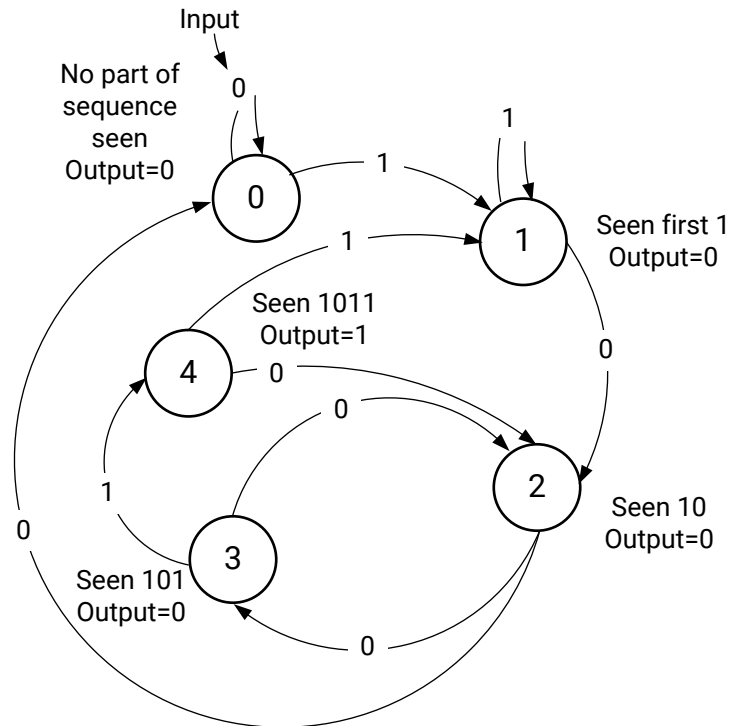 Input
No part of
sequence
seen
Output=0
0
0
1
1
1
Seen first 1
Output=0
1
Seen 1011
Output=1
4
0
0
0
2
Seen 10
Output=0
1
0
3
Seen 101
Output=0
0